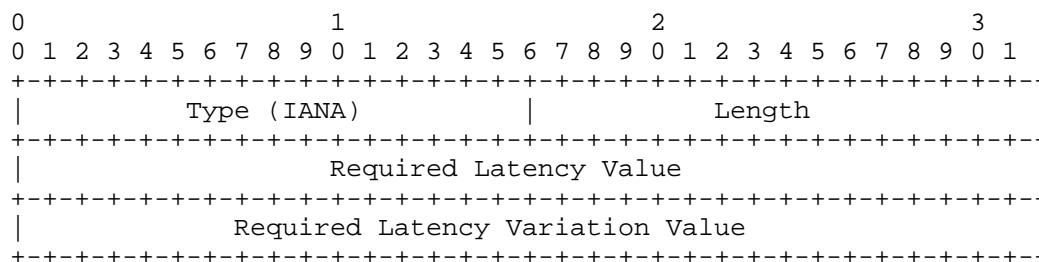 0                   1                   2                   3
0 1 2 3 4 5 6 7 8 9 0 1 2 3 4 5 6 7 8 9 0 1 2 3 4 5 6 7 8 9 0 1
+-+-+-+-+-+-+-+-+-+-+-+-+-+-+-+-+-+-+-+-+-+-+-+-+-+-+-+-+-+-+-+--
|          Type (IANA)          |           Length
+-+-+-+-+-+-+-+-+-+-+-+-+-+-+-+-+-+-+-+-+-+-+-+-+-+-+-+-+-+-+-+--
|                   Required Latency Value
+-+-+-+-+-+-+-+-+-+-+-+-+-+-+-+-+-+-+-+-+-+-+-+-+-+-+-+-+-+-+-+--
|             Required Latency Variation Value
+-+-+-+-+-+-+-+-+-+-+-+-+-+-+-+-+-+-+-+-+-+-+-+-+-+-+-+-+-+-+-+--